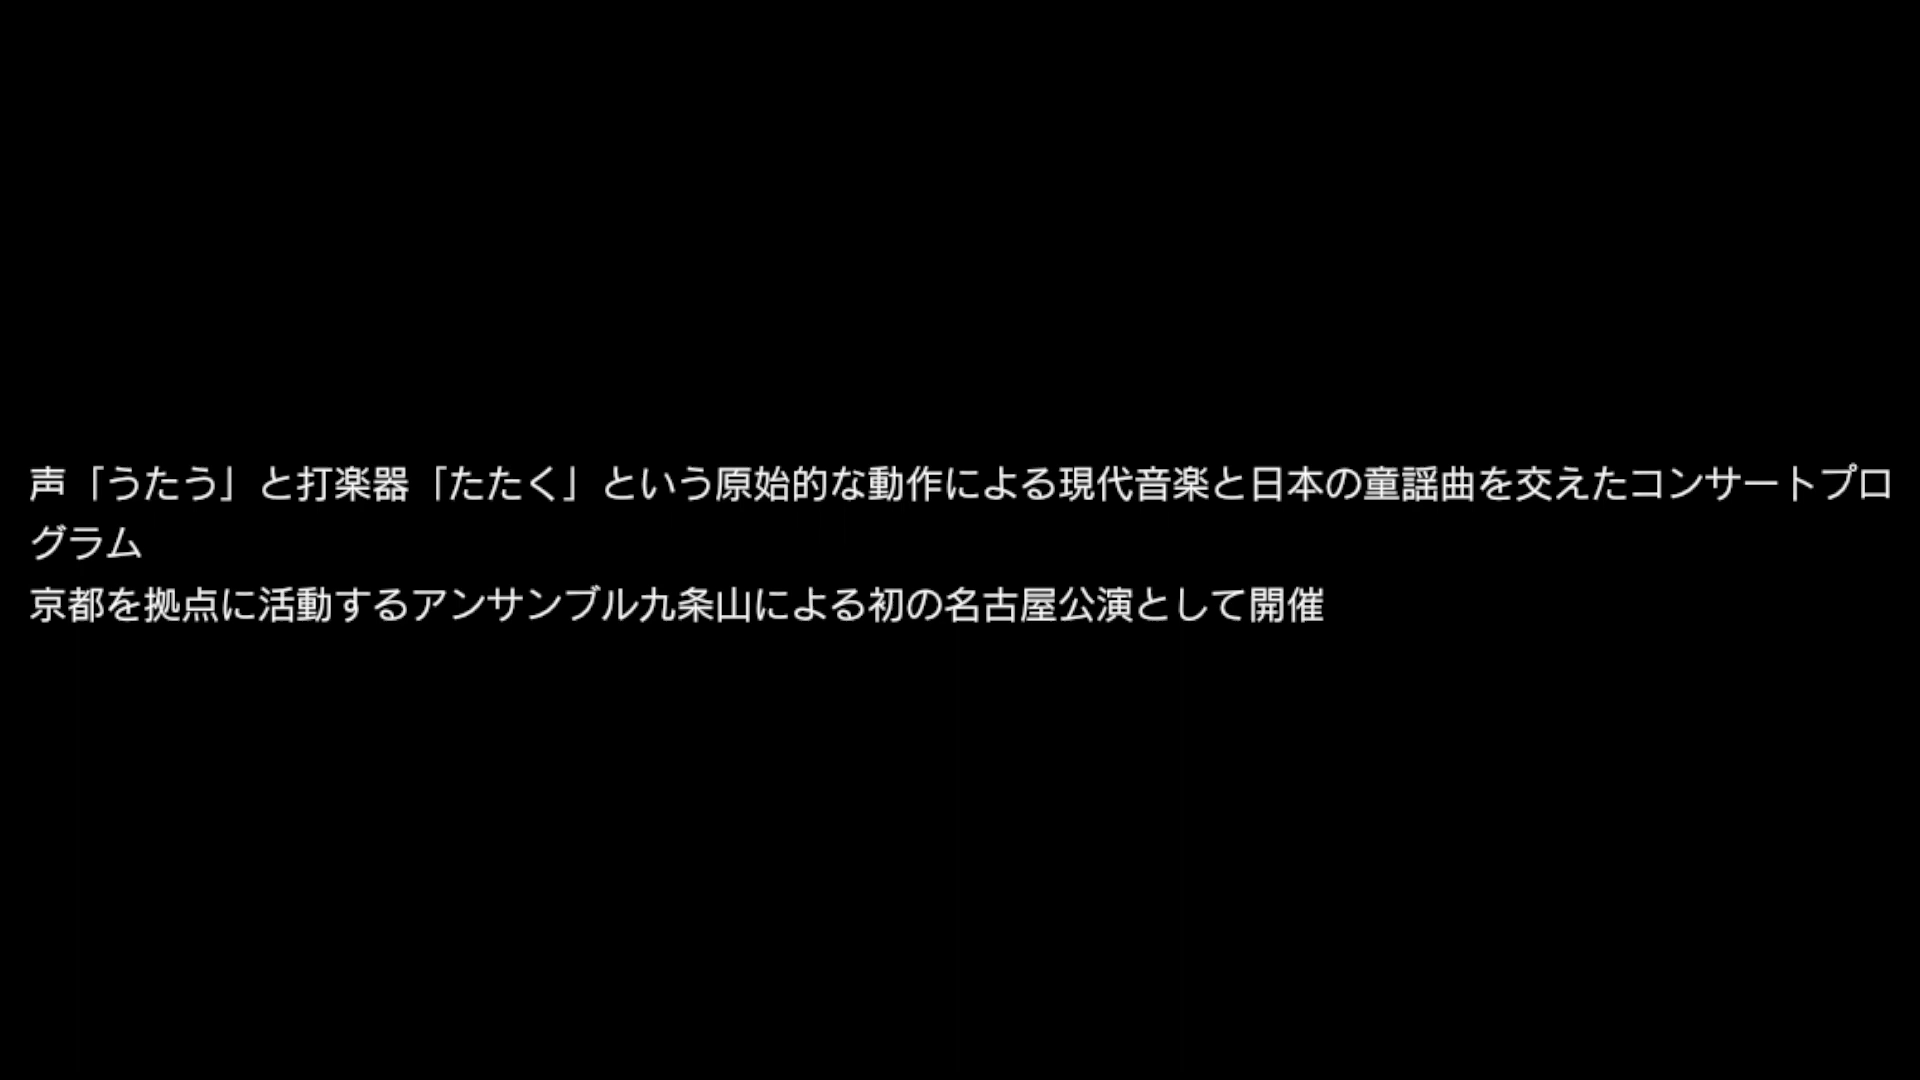 声「うたう」と打楽器「たたく」という原始的な動作による現代音楽と日本の童謡曲を交えたコンサートプロ
グラム
京都を拠点に活動するアンサンブル九条山による初の名古屋公演として開催